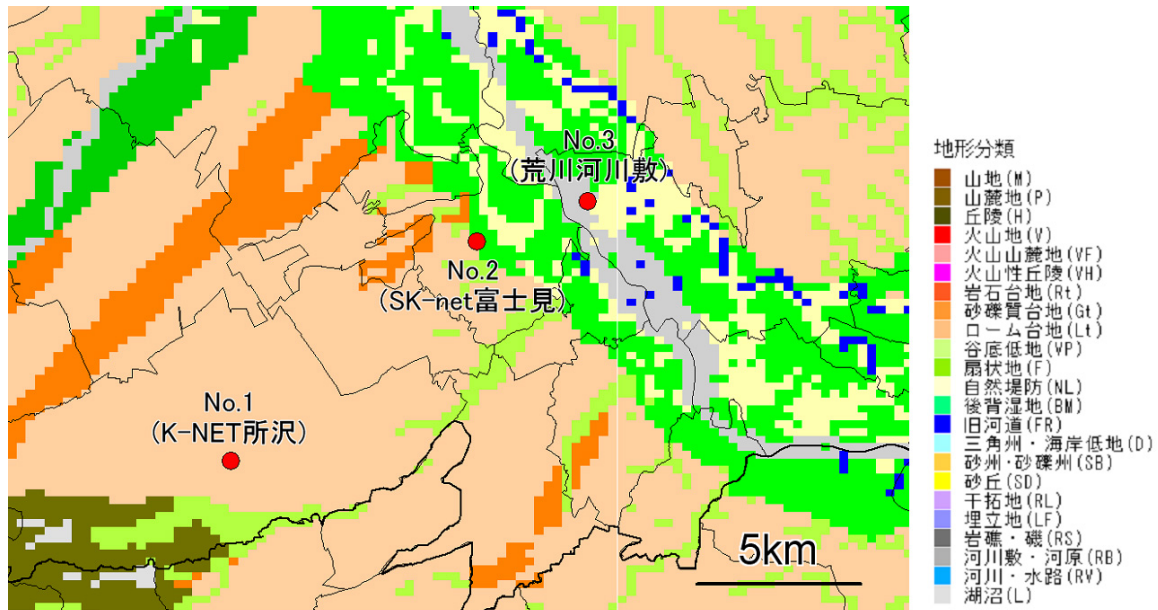 No.3
(荒川河川敷)
No.2
(SK-net富士見)
No.1
(K-NET所沢)
5km
地形分類
山地(M)
山麓地(P)
丘陵(H)
火山地(V)
火山山麓地(VF)
火山性丘陵(VH)
岩石台地(Rt)
砂礫質台地(Gt)
ローム台地(Lt)
谷底低地(VP)
扇状地(F)
自然堤防(NL)
後背湿地(BM)
旧河道(FR)
三角州・海岸低地(D)
砂州・砂礫州(SB)
砂丘(SD)
干拓地(RL)
埋立地(LF)
岩礁・磯(RS)
河川敷・河原(RB)
河川・水路(RV)
湖沼(L)